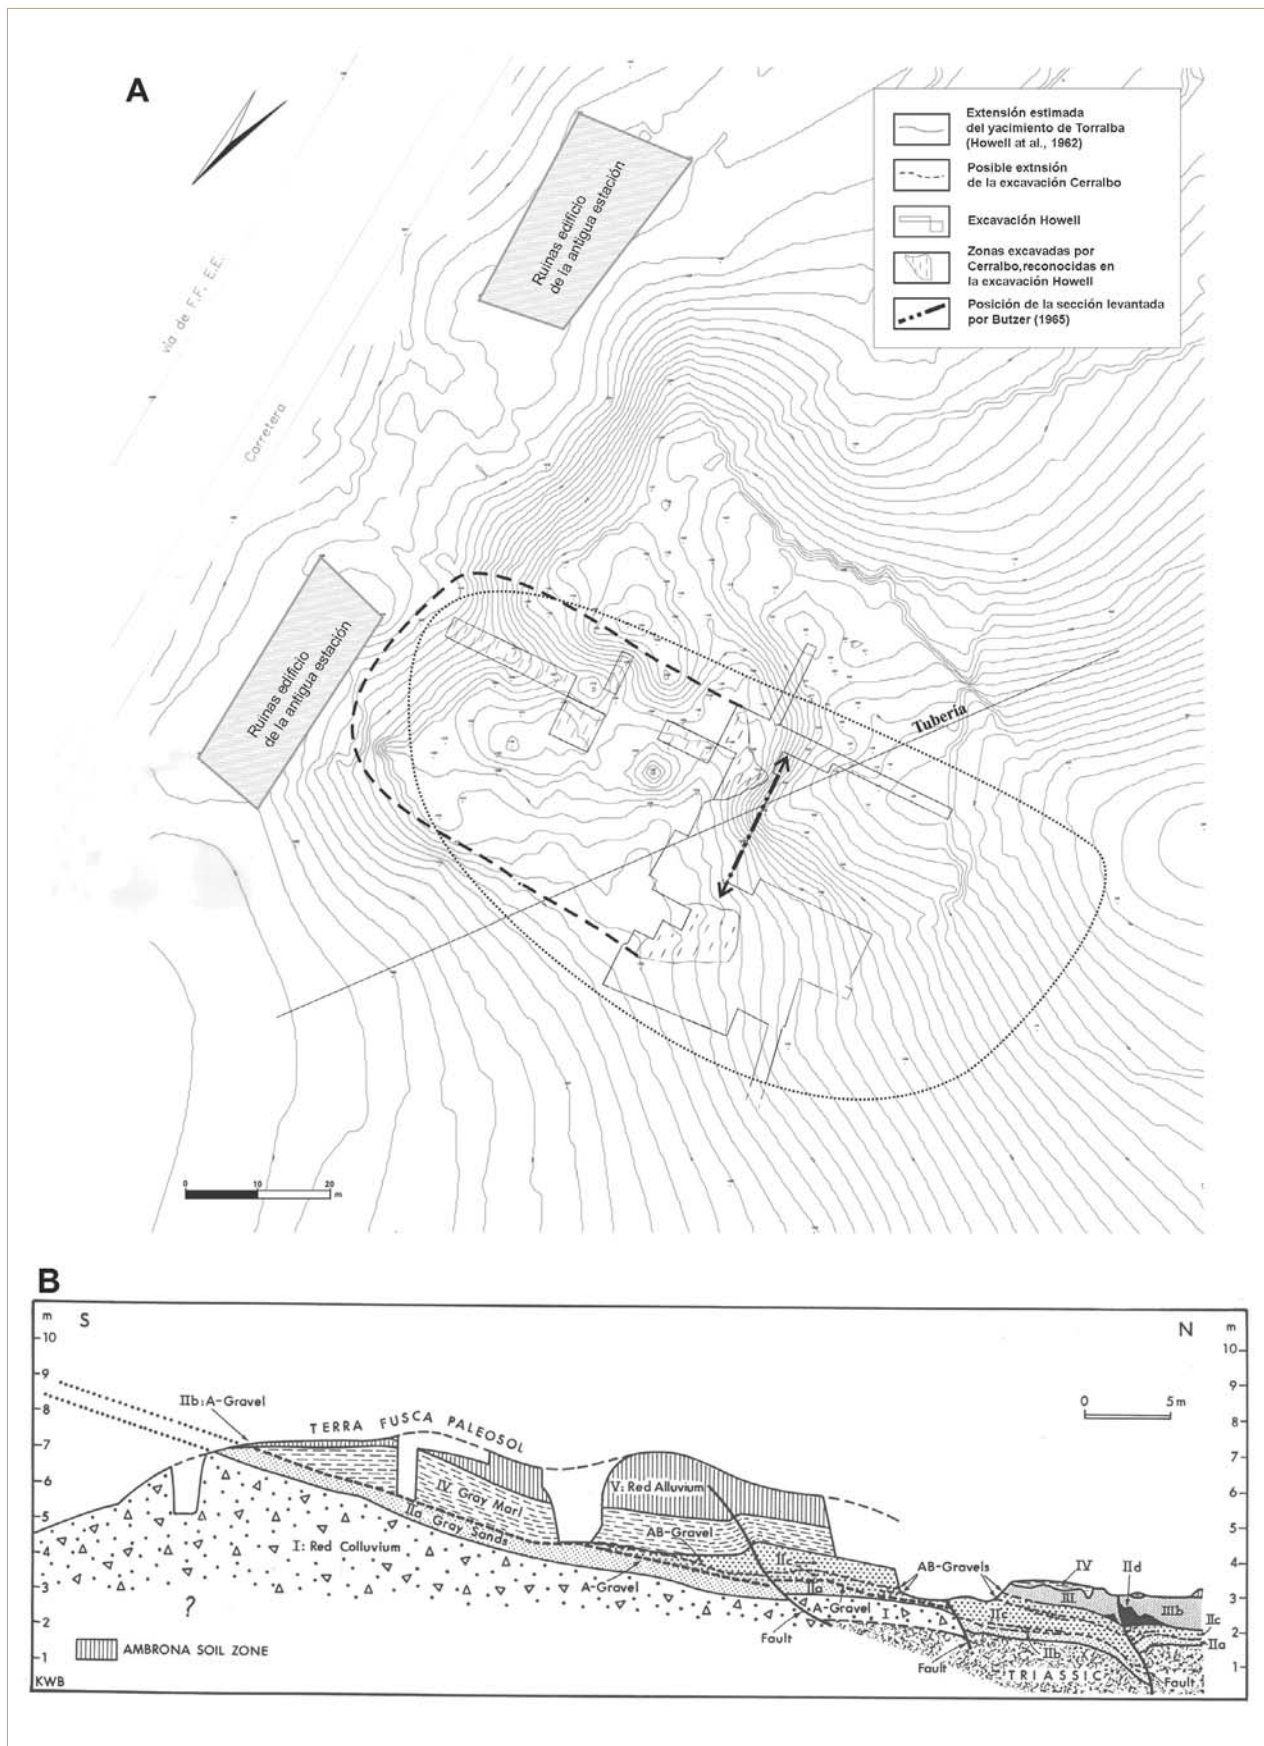 A
Extensión estimada
del yacimiento de Torralba
(Howell at al., 1962)
Posible extnsión
de la excavación Cerralbo
Excavación Howell
Zonas excavadas por
Cerralbo,reconocidas en
la excavación Howell
Posición de la sección levantada
por Butzer (1965)
Ruinas edificio
de la antigua estación
vía de F.F. E.E.
Carretera
Ruinas edificio
de la antigua estación
Tubería
0 10 20
m
B
m S N m
10 10
9 9
8 8
7 7
6 6
5 5
4 4
3 3
2 2
1 1
0 5 m
IIb:A-Gravel
TERRA FUSCA PALEOSOL
IV Gray Marl
IIa Gray Sands
I: Red Colluvium
?
V: Red Alluvium
AB-Gravel
IIc
IIa
A-Gravel
A-Gravel I
Fault
AB-Gravels
IV IId
III IIIb
IIc IIc
IIb IIa
Fault
TRIASSIC
Fault
AMBRONA SOIL ZONE
KWB